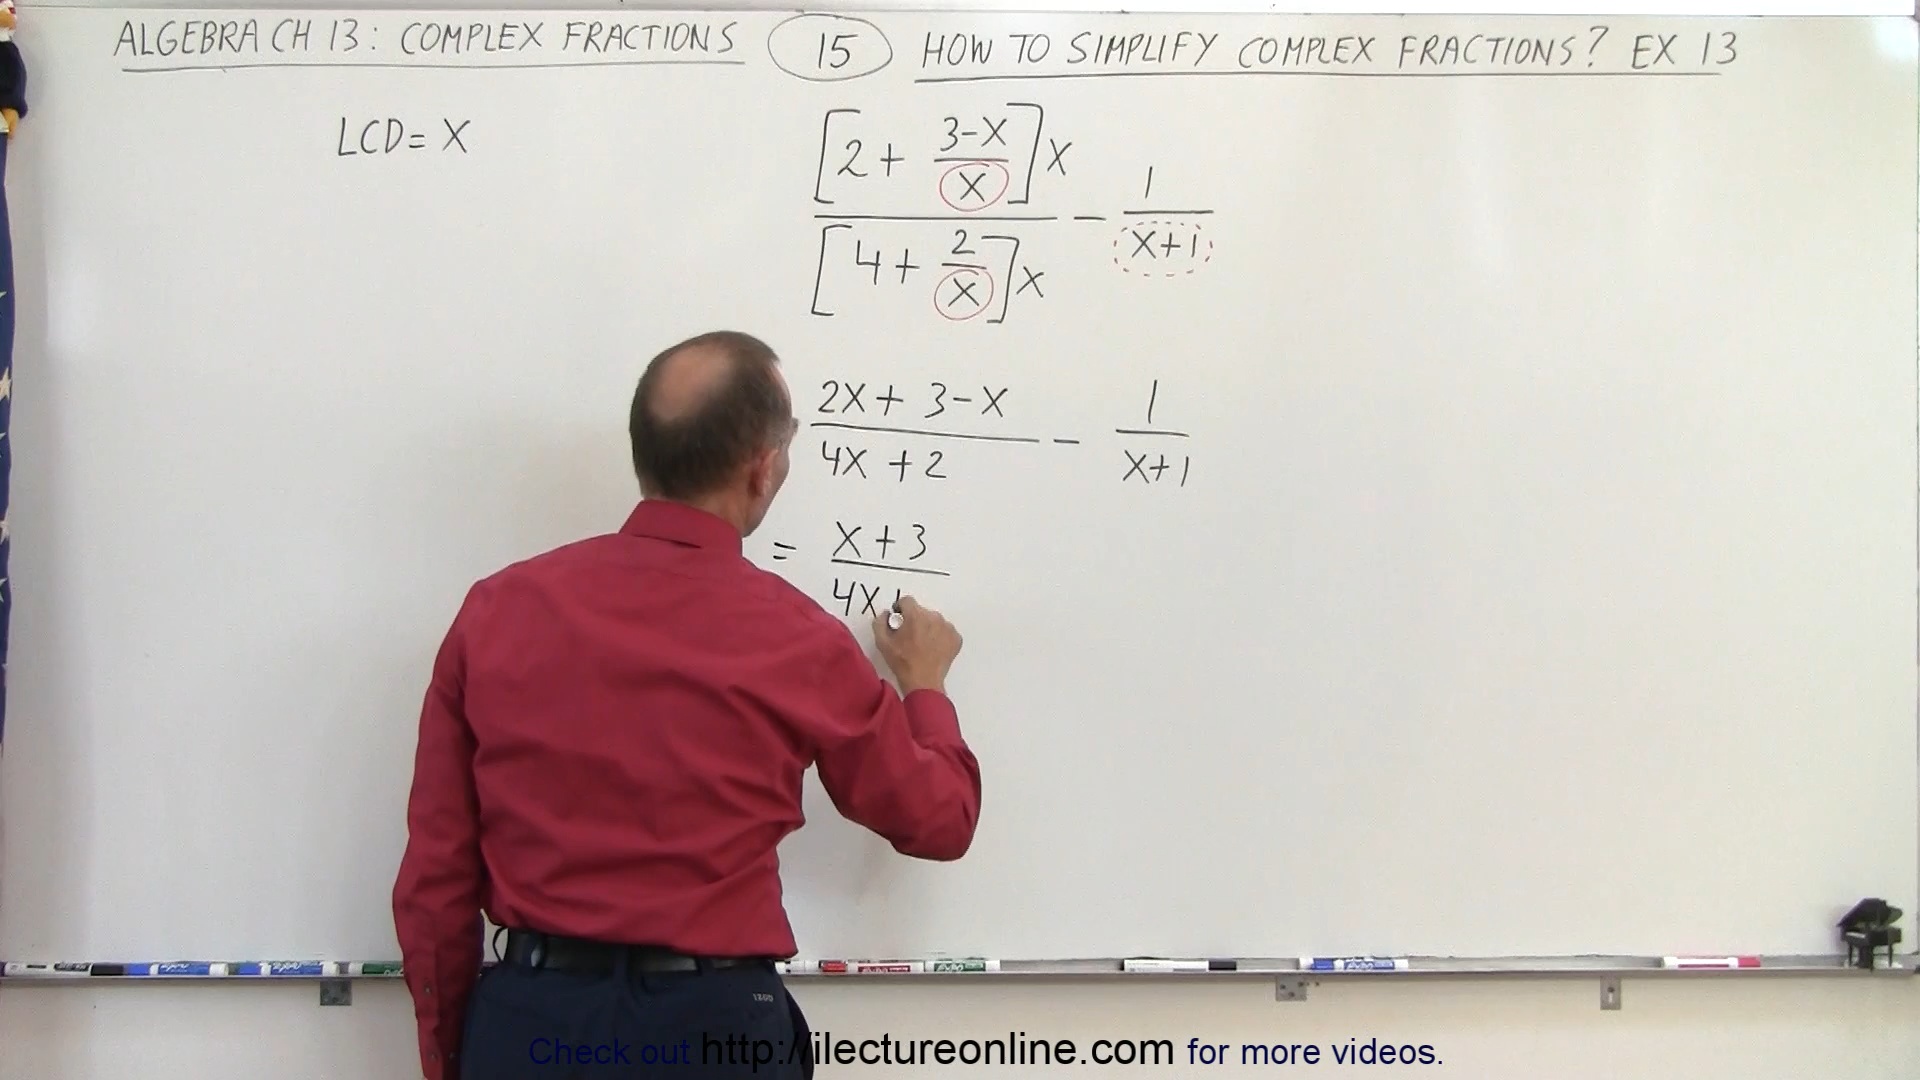 ALGEBRA CH 13: COMPLEX FRACTIONS 15 HOW TO SIMPLIFY COMPLEX FRACTIONS? EX 13
LCD = X
[2 + 3-X/X] X / [4 + 2/X] X - 1/X+1
2X + 3-X / 4X + 2 - 1/X+1
= X + 3 / 4X +
Check out http://ilectureonline.com for more videos.